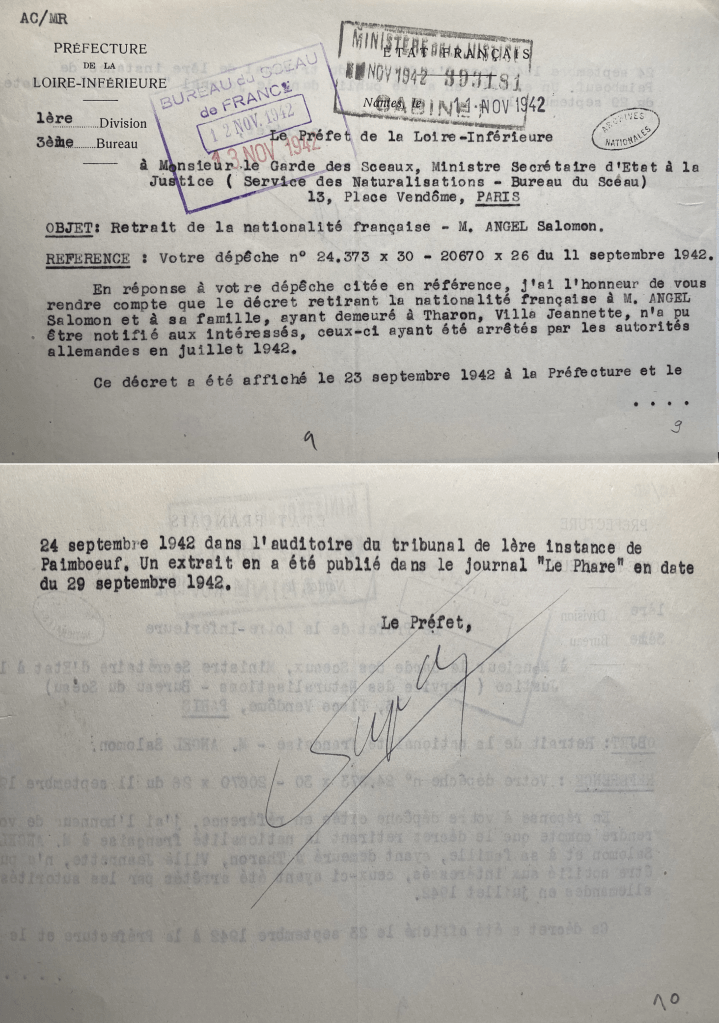 AC/MR
PRÉFECTURE
DE LA
LOIRE-INFÉRIEURE
1ère Division
3ème Bureau
BUREAU du SCEAU
de FRANCE
12 NOV. 1942
13 NOV 1942
MINISTÈRE DE LA JUSTICE
ÉTAT FRANÇAIS
NOV 1942
Nantes, le 11 NOV 1942
CABINET
ARCHIVES
NATIONALES
Le Préfet de la Loire-Inférieure
à Monsieur le Garde des Sceaux, Ministre Secrétaire d'Etat à la
Justice ( Service des Naturalisations - Bureau du Scéau)
13, Place Vendôme, PARIS
OBJET: Retrait de la nationalité française - M. ANGEL Salomon.
REFERENCE : Votre dépêche n° 24.373 x 30 - 20670 x 26 du 11 septembre 1942.
En réponse à votre dépêche citée en référence, j'ai l'honneur de vous
rendre compte que le décret retirant la nationalité française à M. ANGEL
Salomon et à sa famille, ayant demeuré à Tharon, Villa Jeannette, n'a pu
être notifié aux intéressés, ceux-ci ayant été arrêtés par les autorités
allemandes en juillet 1942.
Ce décret a été affiché le 23 septembre 1942 à la Préfecture et le
. . . .
9
9
24 septembre 1942 dans l'auditoire du tribunal de 1ère instance de
Paimboeuf. Un extrait en a été publié dans le journal "Le Phare" en date
du 29 septembre 1942.
Le Préfet,
10